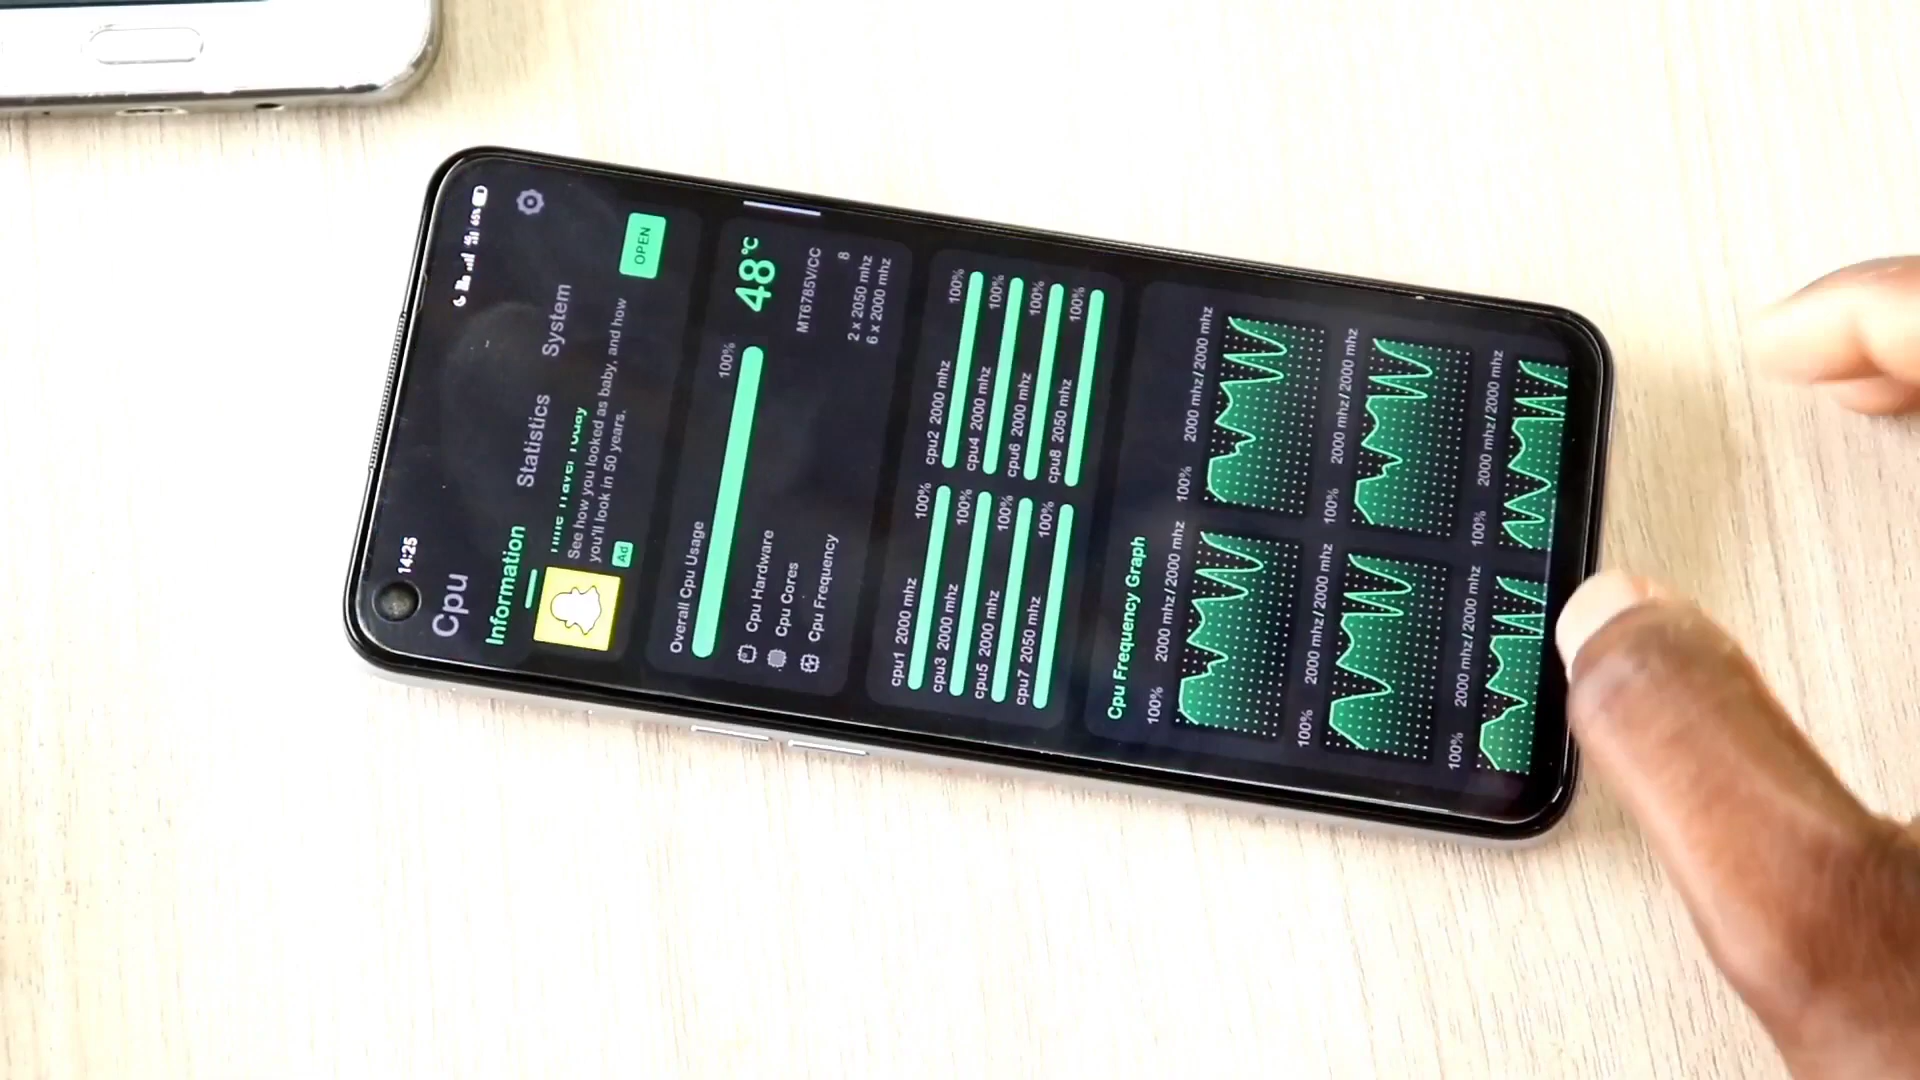 14:25
4G 65%
Cpu
Information Statistics System
Time Travel Today
See how you looked as baby, and how
you'll look in 50 years.
Ad
OPEN
Overall Cpu Usage 100%
48°C
Cpu Hardware MT6785V/CC
Cpu Cores 8
Cpu Frequency 2 x 2050 mhz
6 x 2000 mhz
cpu1 2000 mhz 100% cpu2 2000 mhz 100%
cpu3 2000 mhz 100% cpu4 2000 mhz 100%
cpu5 2000 mhz 100% cpu6 2000 mhz 100%
cpu7 2050 mhz 100% cpu8 2050 mhz 100%
Cpu Frequency Graph
100% 2000 mhz/2000 mhz 100% 2000 mhz/2000 mhz
100% 2000 mhz/2000 mhz 100% 2000 mhz/2000 mhz
100% 2000 mhz/2000 mhz 100% 2000 mhz/2000 mhz